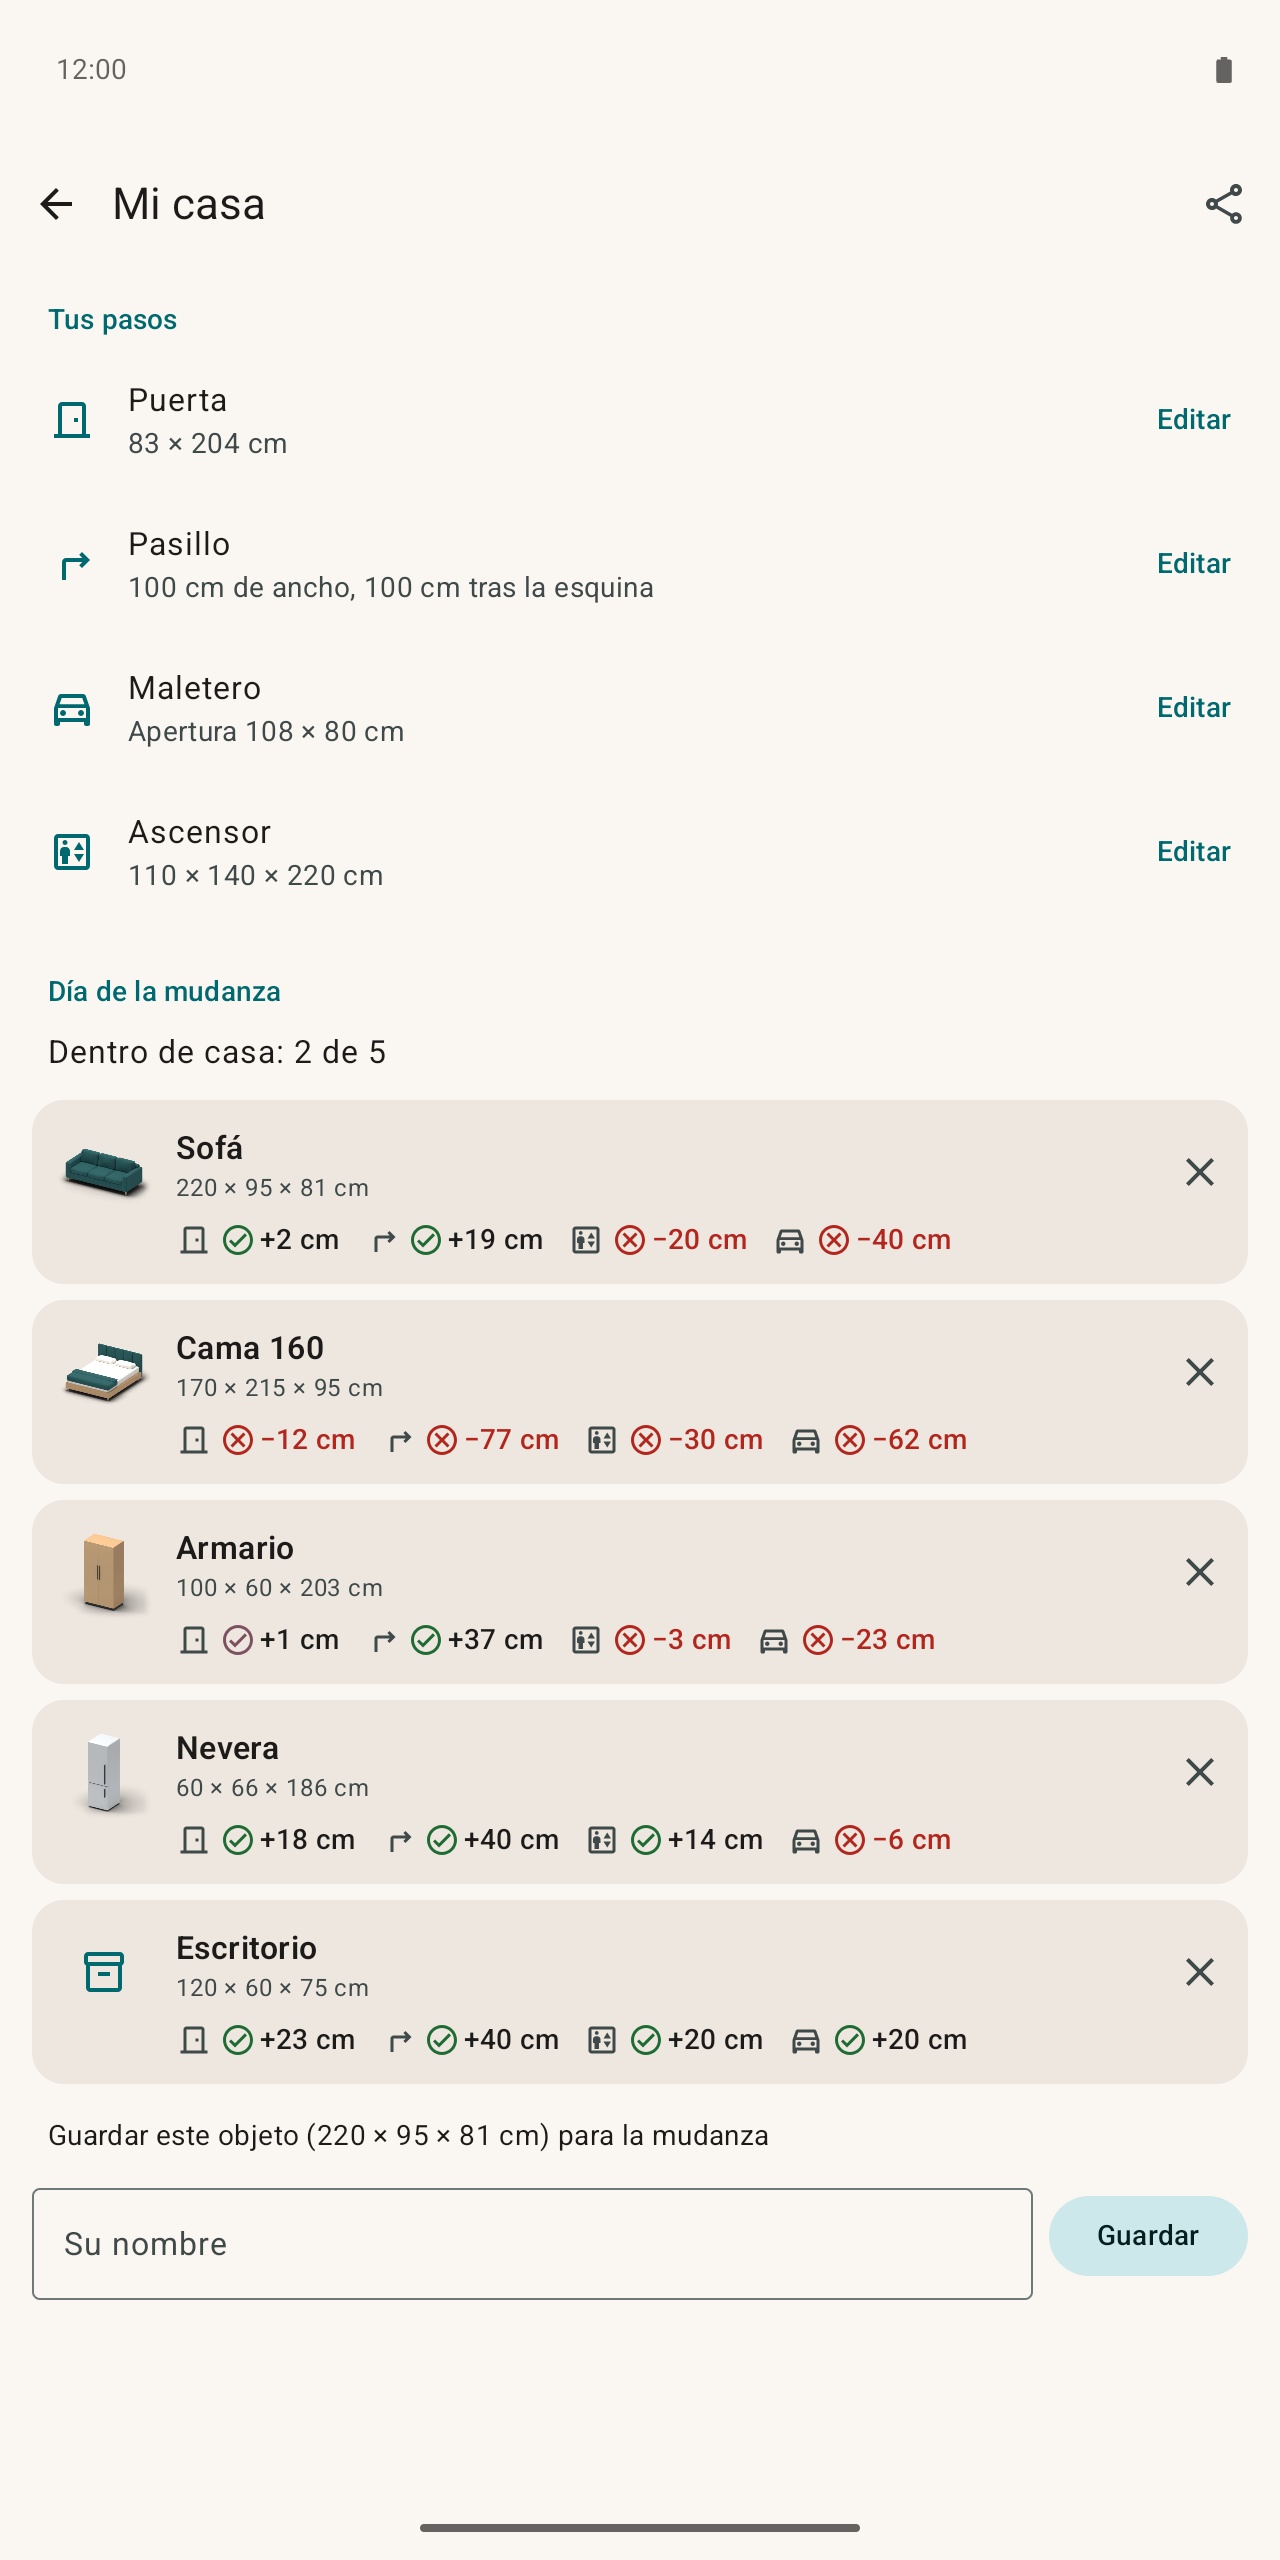 12:00
Mi casa
Tus pasos
Puerta
83 × 204 cm
Editar
Pasillo
100 cm de ancho, 100 cm tras la esquina
Editar
Maletero
Apertura 108 × 80 cm
Editar
Ascensor
110 × 140 × 220 cm
Editar
Día de la mudanza
Dentro de casa: 2 de 5
Sofá
220 × 95 × 81 cm
+2 cm +19 cm −20 cm −40 cm
Cama 160
170 × 215 × 95 cm
−12 cm −77 cm −30 cm −62 cm
Armario
100 × 60 × 203 cm
+1 cm +37 cm −3 cm −23 cm
Nevera
60 × 66 × 186 cm
+18 cm +40 cm +14 cm −6 cm
Escritorio
120 × 60 × 75 cm
+23 cm +40 cm +20 cm +20 cm
Guardar este objeto (220 × 95 × 81 cm) para la mudanza
Su nombre
Guardar